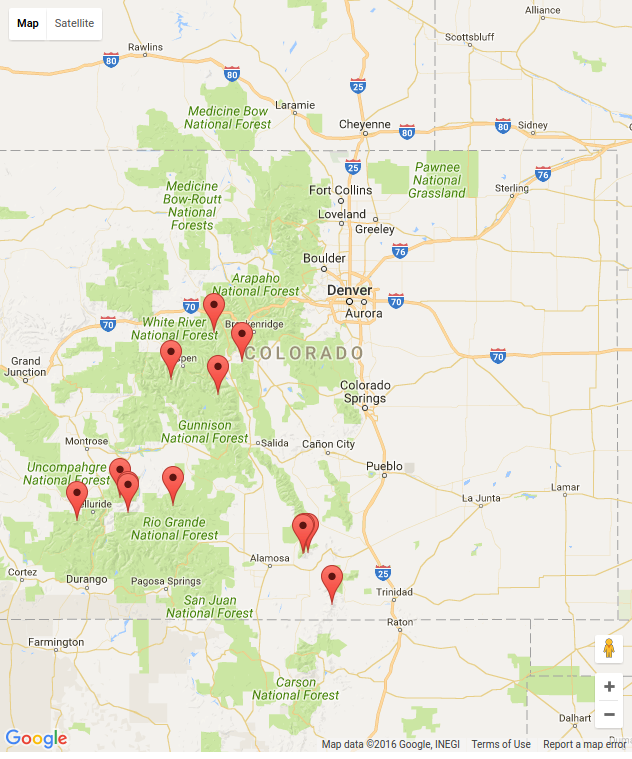 Map
Satellite
Alliance
Scottsbluff
Rawlins
80
80
25
Laramie
Medicine Bow
National Forest
Cheyenne
80
80
Sidney
25
76
Pawnee
National
Grassland
Sterling
Medicine
Bow-Routt
National
Forests
Fort Collins
Loveland
Greeley
76
Boulder
Arapaho
National Forest
Denver
70
Aurora
70
70
White River
National Forest
Breckenridge
70
COLORADO
Grand
Junction
pen
Colorado
Springs
Gunnison
National Forest
Montrose
Salida
Cañon City
Pueblo
Uncompahgre
National Forest
La Junta
Lamar
lluride
Rio Grande
National Forest
Alamosa
25
Cortez
Durango
Pagosa Springs
Trinidad
San Juan
National Forest
Raton
Farmington
Carson
National Forest
Dalhart
+
−
Google
Map data ©2016 Google, INEGI
Terms of Use
Report a map error